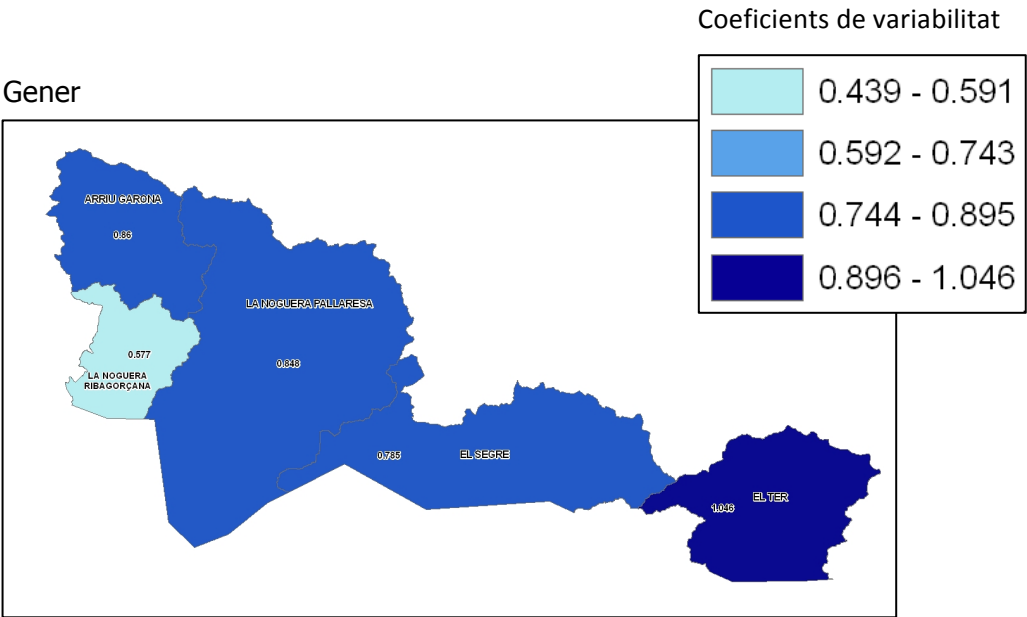 Coeficients de variabilitat
0.439 - 0.591
0.592 - 0.743
0.744 - 0.895
0.896 - 1.046
Gener
ARRIU GARONA
0.86
LA NOGUERA PALLARESA
0.848
0.577
LA NOGUERA
RIBAGORÇANA
0.785
EL SEGRE
EL TER
1.046